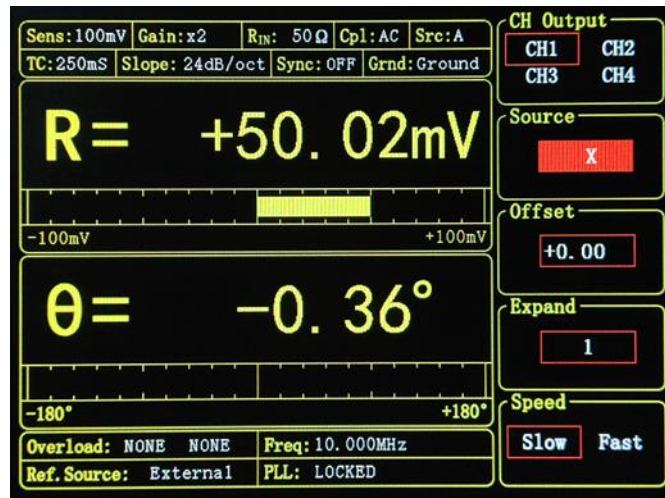 Sens:100mV Gain:x2 RIN: 50Ω Cpl:AC Src:A
TC:250mS Slope:24dB/oct Sync:OFF Grnd:Ground
R= +50.02mV
-100mV +100mV
θ= -0.36°
-180° +180°
Overload: NONE NONE Freq:10.000MHz
Ref.Source: External PLL: LOCKED
CH Output
CH1 CH2
CH3 CH4
Source
X
Offset
+0.00
Expand
1
Speed
Slow Fast